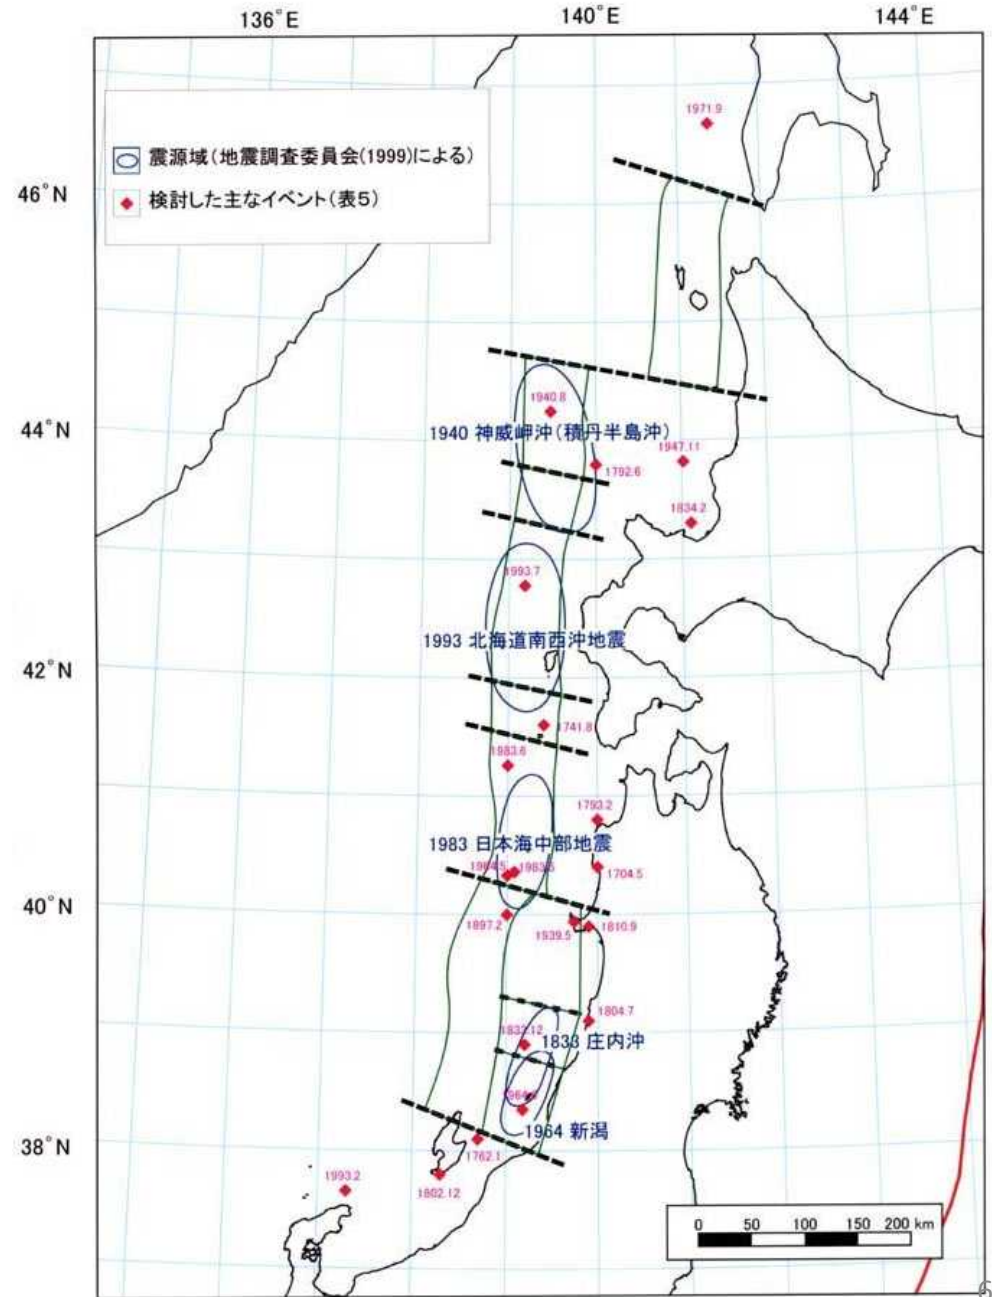 136°E
140°E
144°E
震源域(地震調査委員会(1999)による)
検討した主なイベント(表5)
1971.9
46°N
1940.8
44°N
1940 神威岬沖(積丹半島沖)
1947.11
1792.6
1834.2
1993.7
1993 北海道南西沖地震
42°N
1741.8
1983.6
1793.2
1983 日本海中部地震
1964.5
1983.5
1704.5
40°N
1897.2
1939.5
1810.9
1804.7
1833.12
1833 庄内沖
1964 新潟
38°N
1762.1
1993.2
1802.12
0 50 100 150 200 km